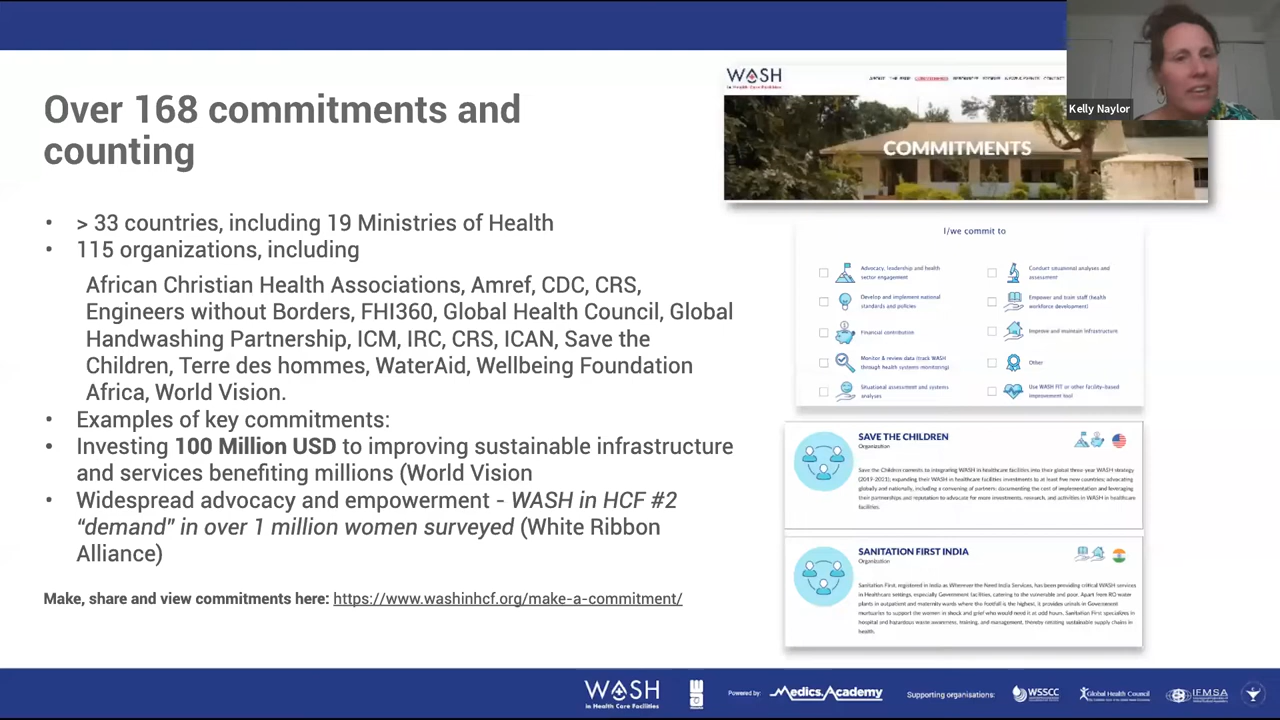 Over 168 commitments and
counting
• > 33 countries, including 19 Ministries of Health
• 115 organizations, including
African Christian Health Associations, Amref, CDC, CRS,
Engineers Without Borders, FHI360, Global Health Council, Global
Handwashing Partnership, ICM, IRC, CRS, ICAN, Save the
Children, Terre des hommes, WaterAid, Wellbeing Foundation
Africa, World Vision.
• Examples of key commitments:
• Investing 100 Million USD to improving sustainable infrastructure
and services benefiting millions (World Vision
• Widespread advocacy and empowerment - WASH in HCF #2
“demand" in over 1 million women surveyed (White Ribbon
Alliance)
Make, share and view commitments here: https://www.washinhcf.org/make-a-commitment/
WASH
in Health Care Facilities
ABOUT
Kelly Naylor
COMMITMENTS
I/we commit to
Advocacy, leadership and health
sector engagement
Develop and implement national
standards and policies
Financial contribution
Monitor & review data (track WASH
through health systems monitoring)
Situational assessment and systems
analyses
Conduct situational analyses and
assessment
Empower and train staff (health
workforce development)
Improve and maintain infrastructure
Other
Use WASH FIT or other facility-based
improvement tool
SAVE THE CHILDREN
Organization
Save the Children commits to integrating WASH in healthcare facilities into their global three year WASH strategy
(2019-2021); expanding their WASH in healthcare facilities investments to at least five new countries; advocating
globally and nationally, including a convening of partners; documenting the cost of implementation and leveraging
their partnerships and reputation to advocate for more investments, research, and activities in WASH in healthcare
facilities.
SANITATION FIRST INDIA
Organization
Sanitation First, registered in India as Wherever the Need India Services, has been providing critical WASH services
in Healthcare settings, especially Government facilities, catering to the vulnerable and poor. Apart from RO water
plants in outpatient and maternity wards where the footfall is the highest, it provides urinals in Government
mortuaries to support the women in shock and grief who would need it at odd hours. Sanitation First specializes in
hospital and hazardous waste awareness, training, and management, thereby creating sustainable supply chains in
health.
WASH
in Health Care Facilities
Powered by:
Medics.Academy
Supporting organisations:
WSSCC
Global Health Council
IFMSA